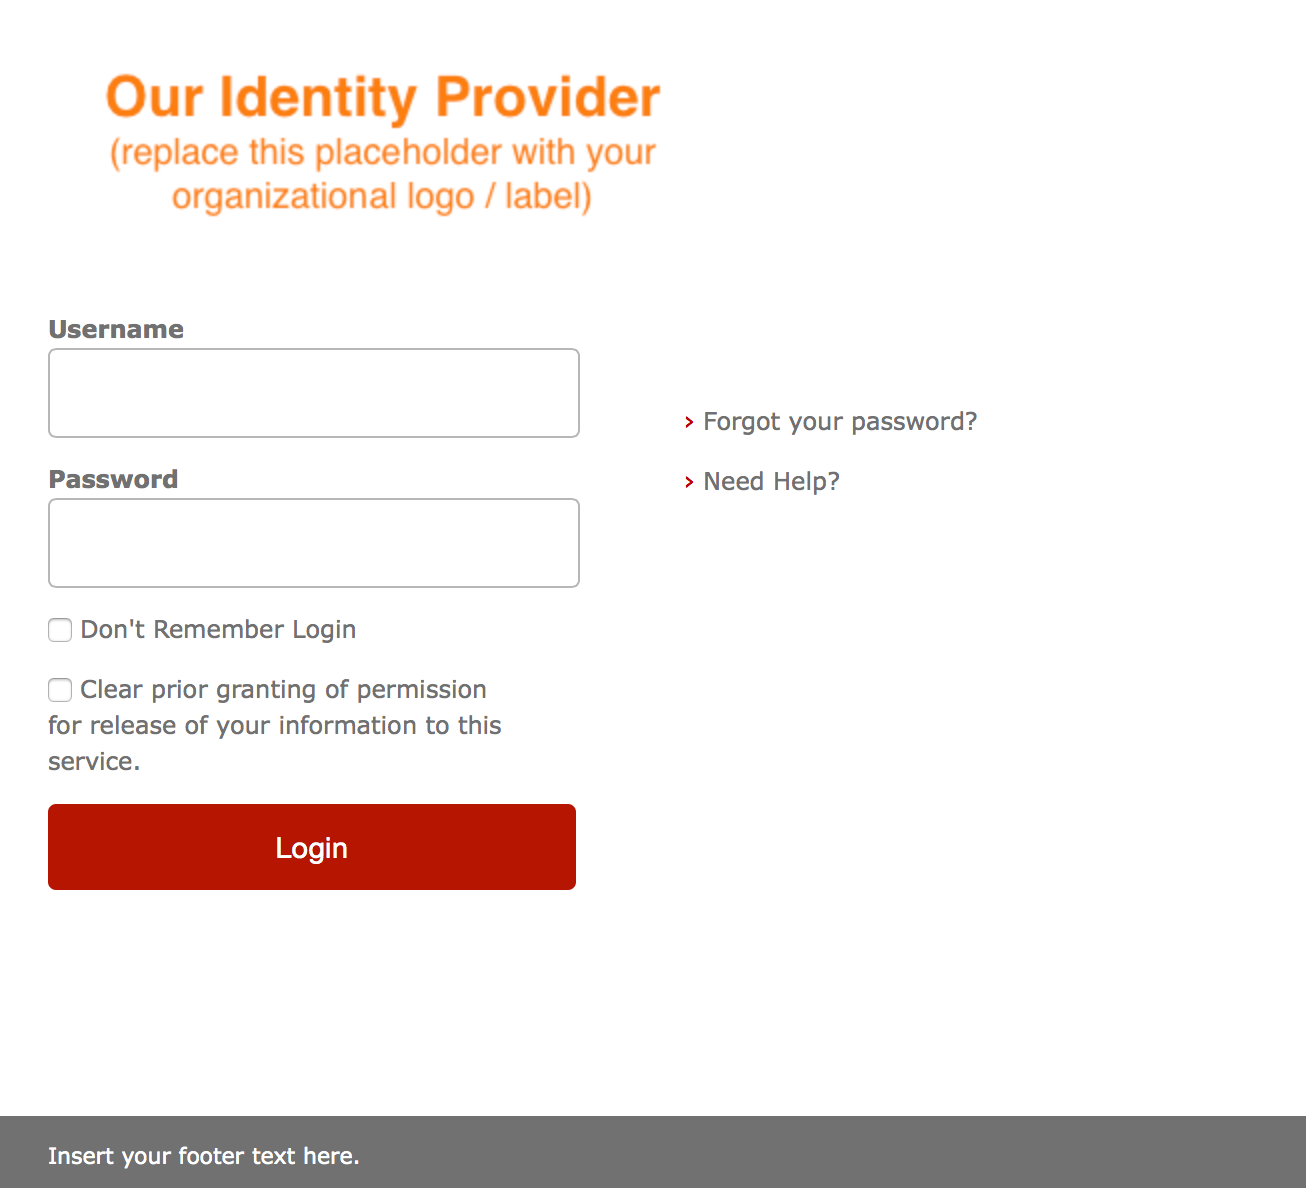 Our Identity Provider
(replace this placeholder with your
organizational logo / label)
Username
Password
Don't Remember Login
Clear prior granting of permission
for release of your information to this
service.
Login
› Forgot your password?
› Need Help?
Insert your footer text here.